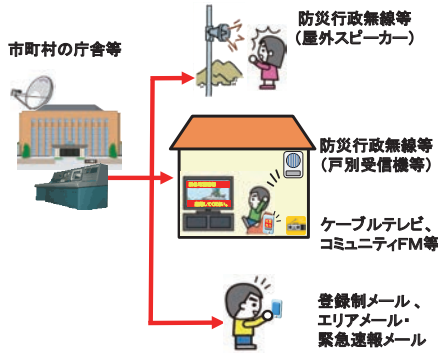 市町村の庁舎等
防災行政無線等
（屋外スピーカー）
防災行政無線等
（戸別受信機等）
ケーブルテレビ、
コミュニティFM等
登録制メール、
エリアメール・
緊急速報メール